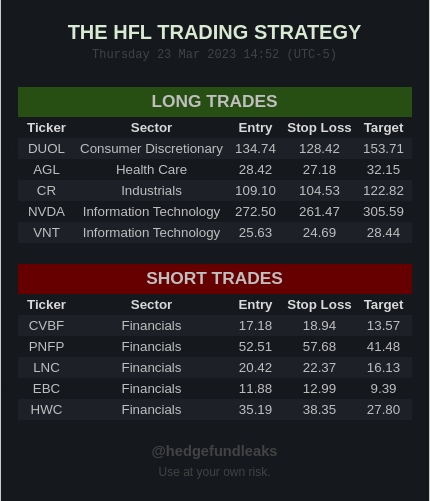 THE HFL TRADING STRATEGY
Thursday 23 Mar 2023 14:52 (UTC-5)
LONG TRADES
Ticker Sector Entry Stop Loss Target
DUOL Consumer Discretionary 134.74 128.42 153.71
AGL Health Care 28.42 27.18 32.15
CR Industrials 109.10 104.53 122.82
NVDA Information Technology 272.50 261.47 305.59
VNT Information Technology 25.63 24.69 28.44
SHORT TRADES
Ticker Sector Entry Stop Loss Target
CVBF Financials 17.18 18.94 13.57
PNFP Financials 52.51 57.68 41.48
LNC Financials 20.42 22.37 16.13
EBC Financials 11.88 12.99 9.39
HWC Financials 35.19 38.35 27.80
@hedgefundleaks
Use at your own risk.